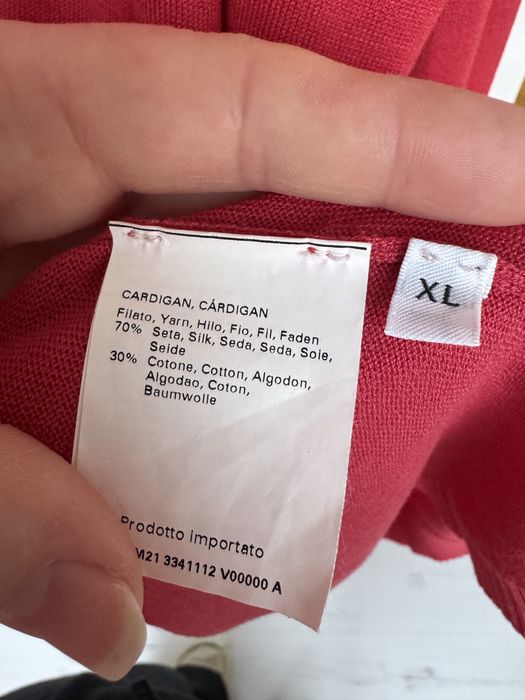 CARDIGAN, CÁRDIGAN
Filato, Yarn, Hilo, Fio, Fil, Faden
70% Seta, Silk, Seda, Seda, Soie,
Seide
30% Cotone, Cotton, Algodon,
Algodao, Coton,
Baumwolle
Prodotto importato
M21 3341112 V00000 A
XL